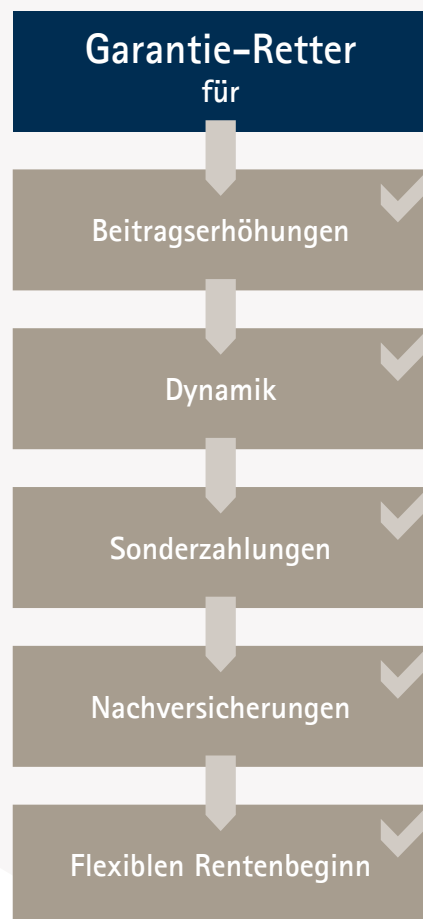 Garantie-Retter
für
Beitragserhöhungen
Dynamik
Sonderzahlungen
Nachversicherungen
Flexiblen Rentenbeginn